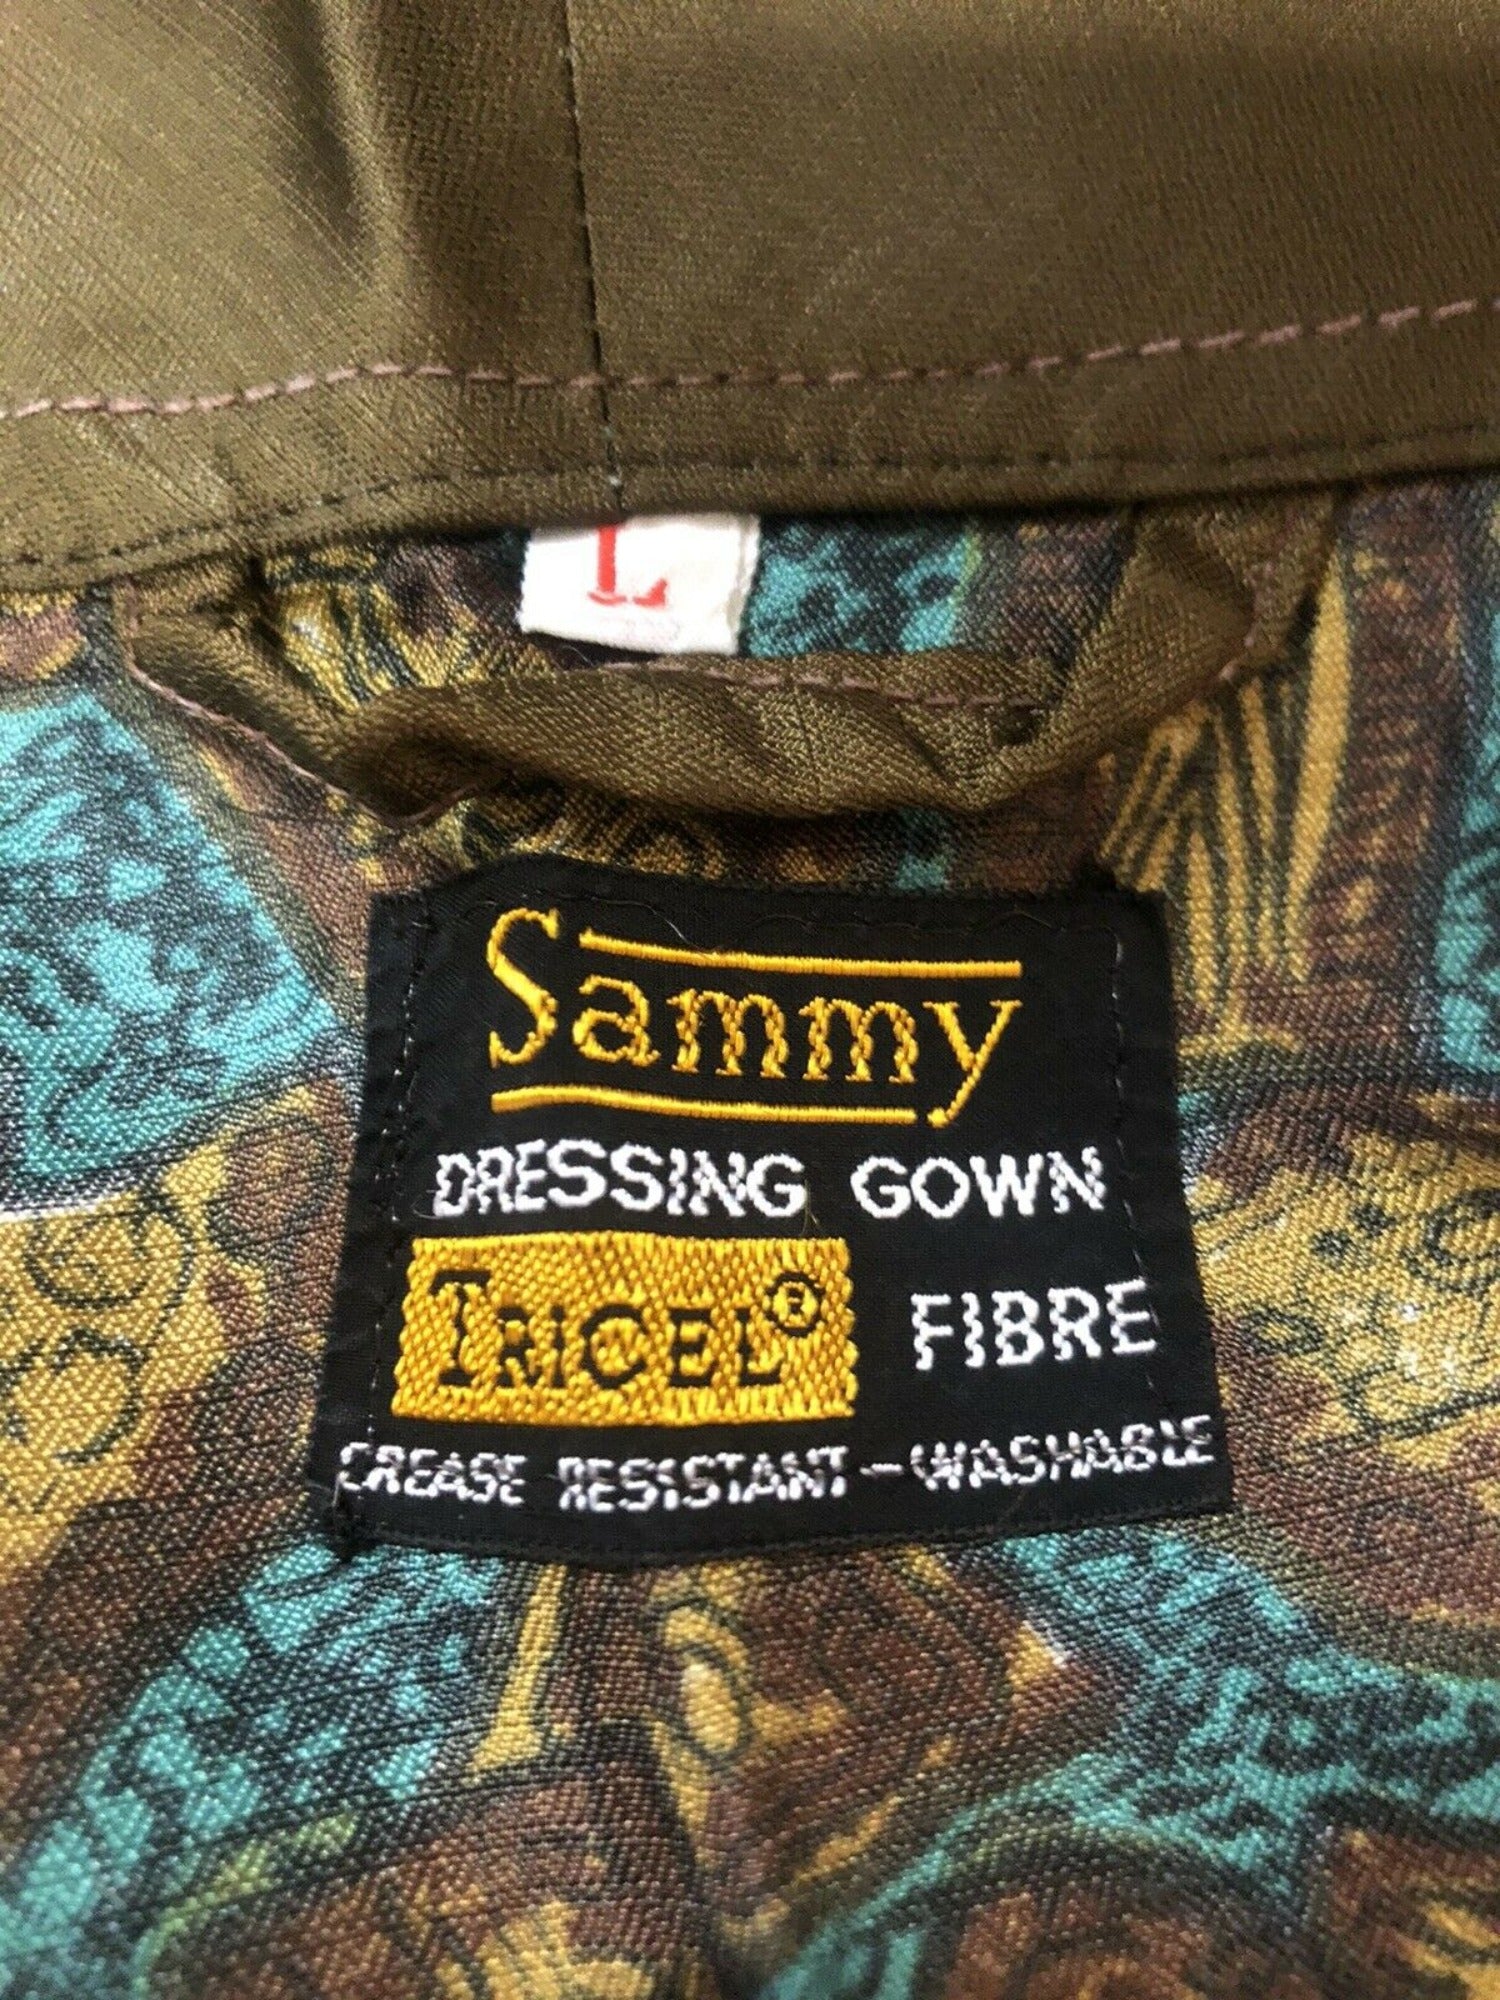 L
Sammy
DRESSING GOWN
TRICEL® FIBRE
CREASE RESISTANT - WASHABLE